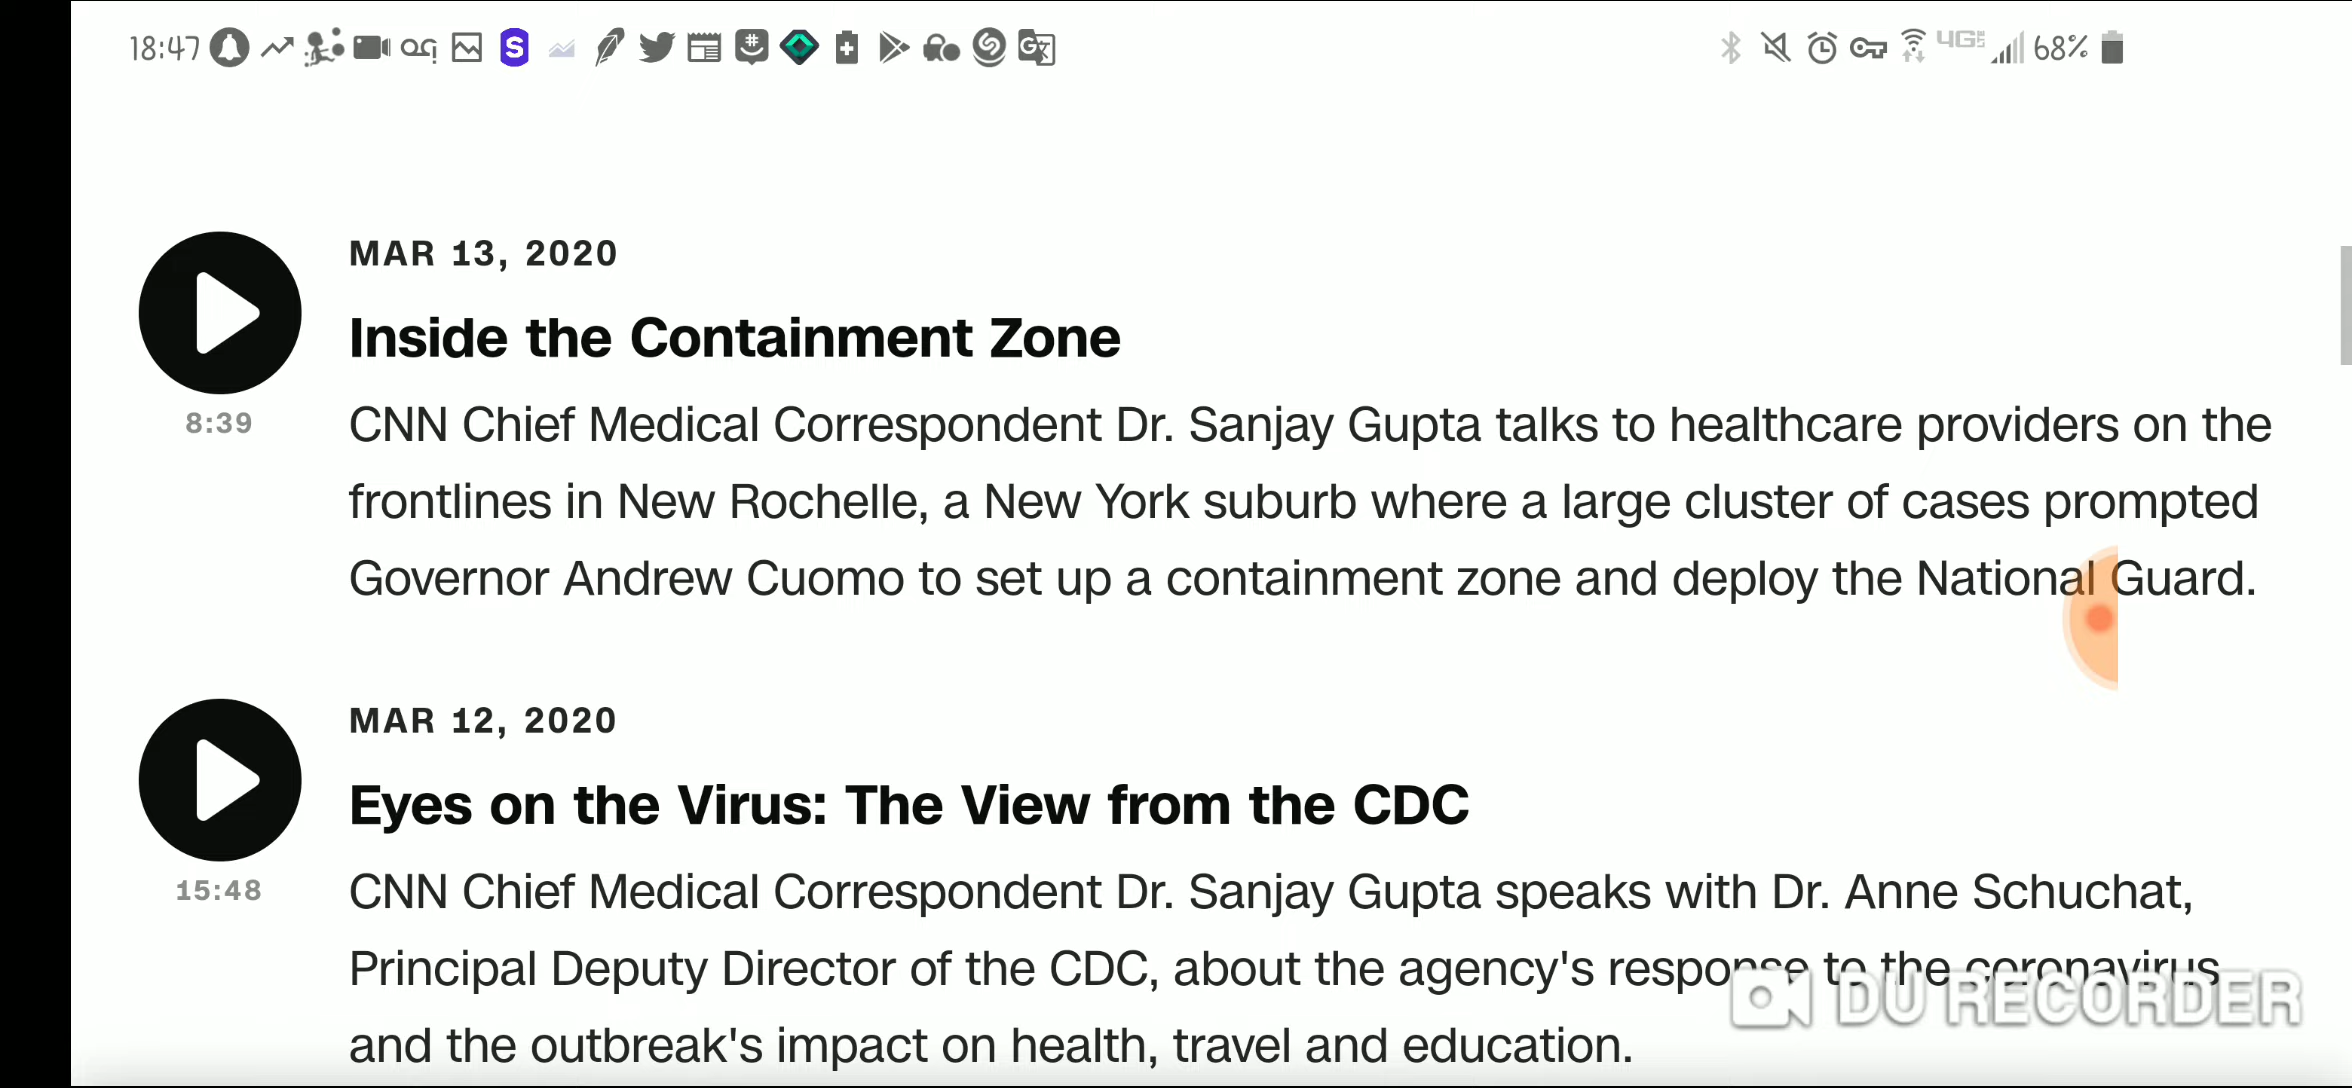 18:47
4G 68%
MAR 13, 2020
Inside the Containment Zone
8:39
CNN Chief Medical Correspondent Dr. Sanjay Gupta talks to healthcare providers on the
frontlines in New Rochelle, a New York suburb where a large cluster of cases prompted
Governor Andrew Cuomo to set up a containment zone and deploy the National Guard.
MAR 12, 2020
Eyes on the Virus: The View from the CDC
15:48
CNN Chief Medical Correspondent Dr. Sanjay Gupta speaks with Dr. Anne Schuchat,
Principal Deputy Director of the CDC, about the agency's response to the coronavirus
and the outbreak's impact on health, travel and education.
DU RECORDER